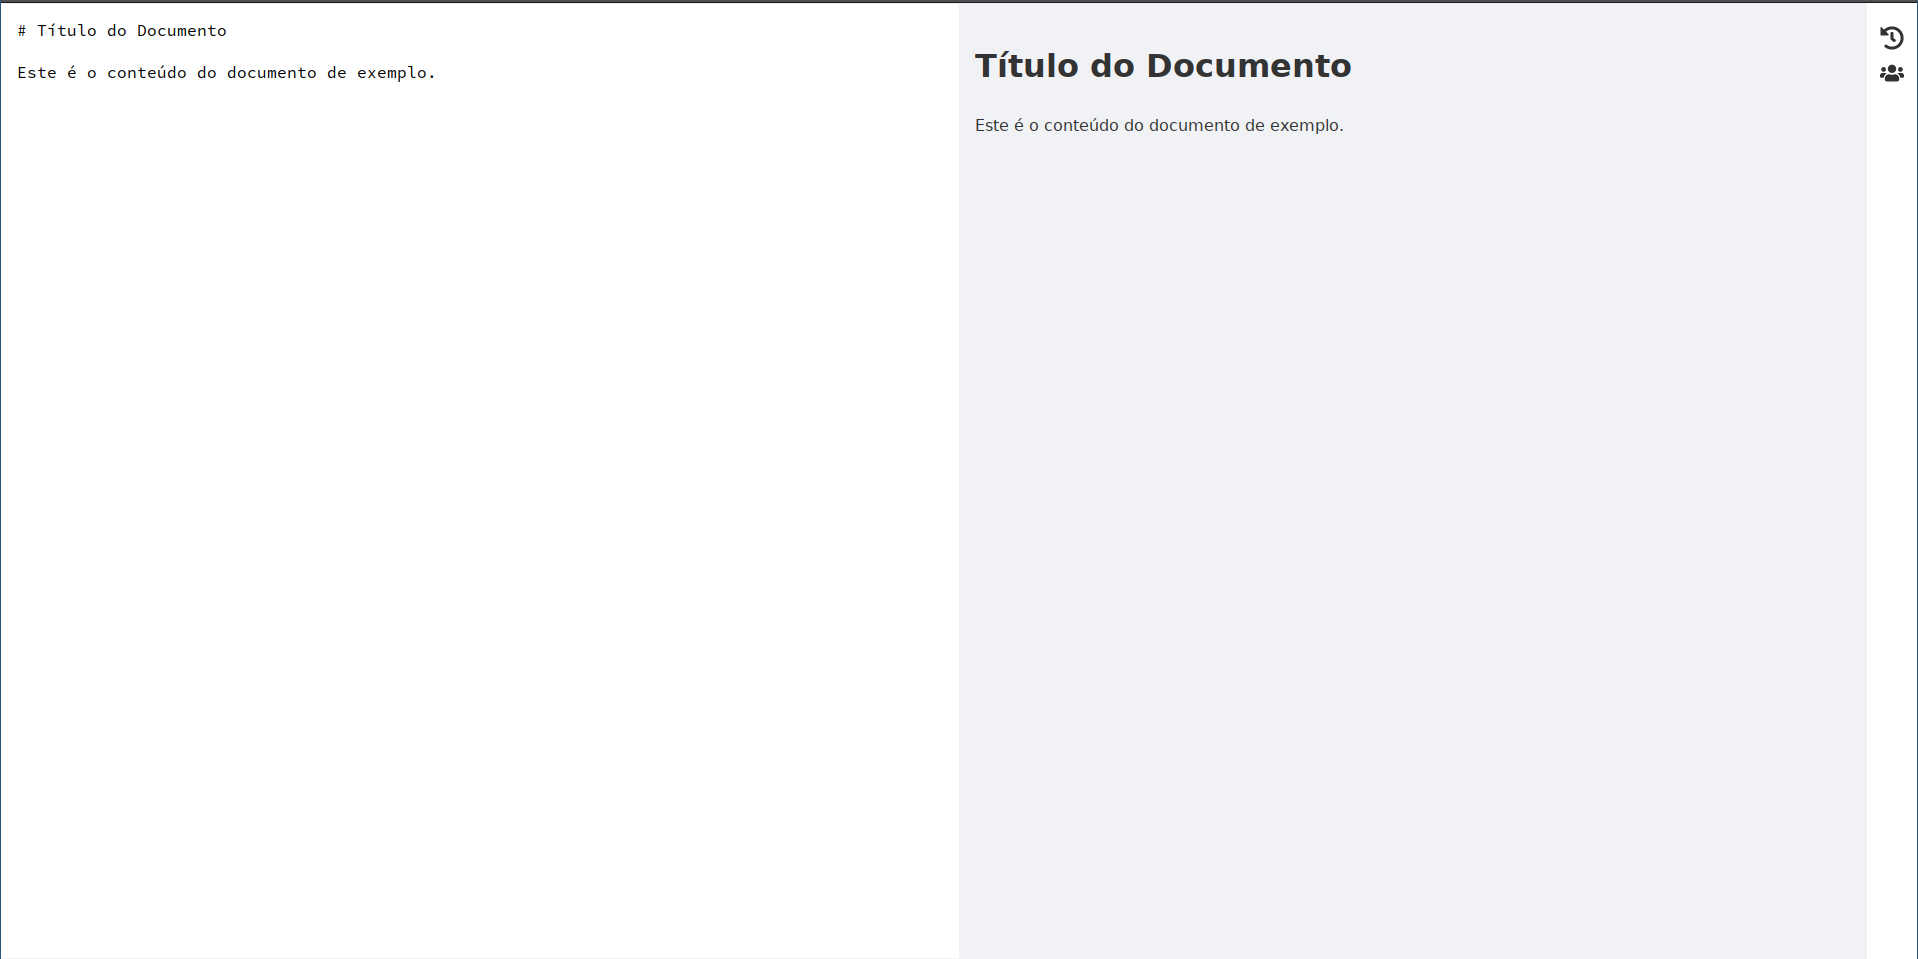 # Título do Documento
Este é o conteúdo do documento de exemplo.
Título do Documento
Este é o conteúdo do documento de exemplo.